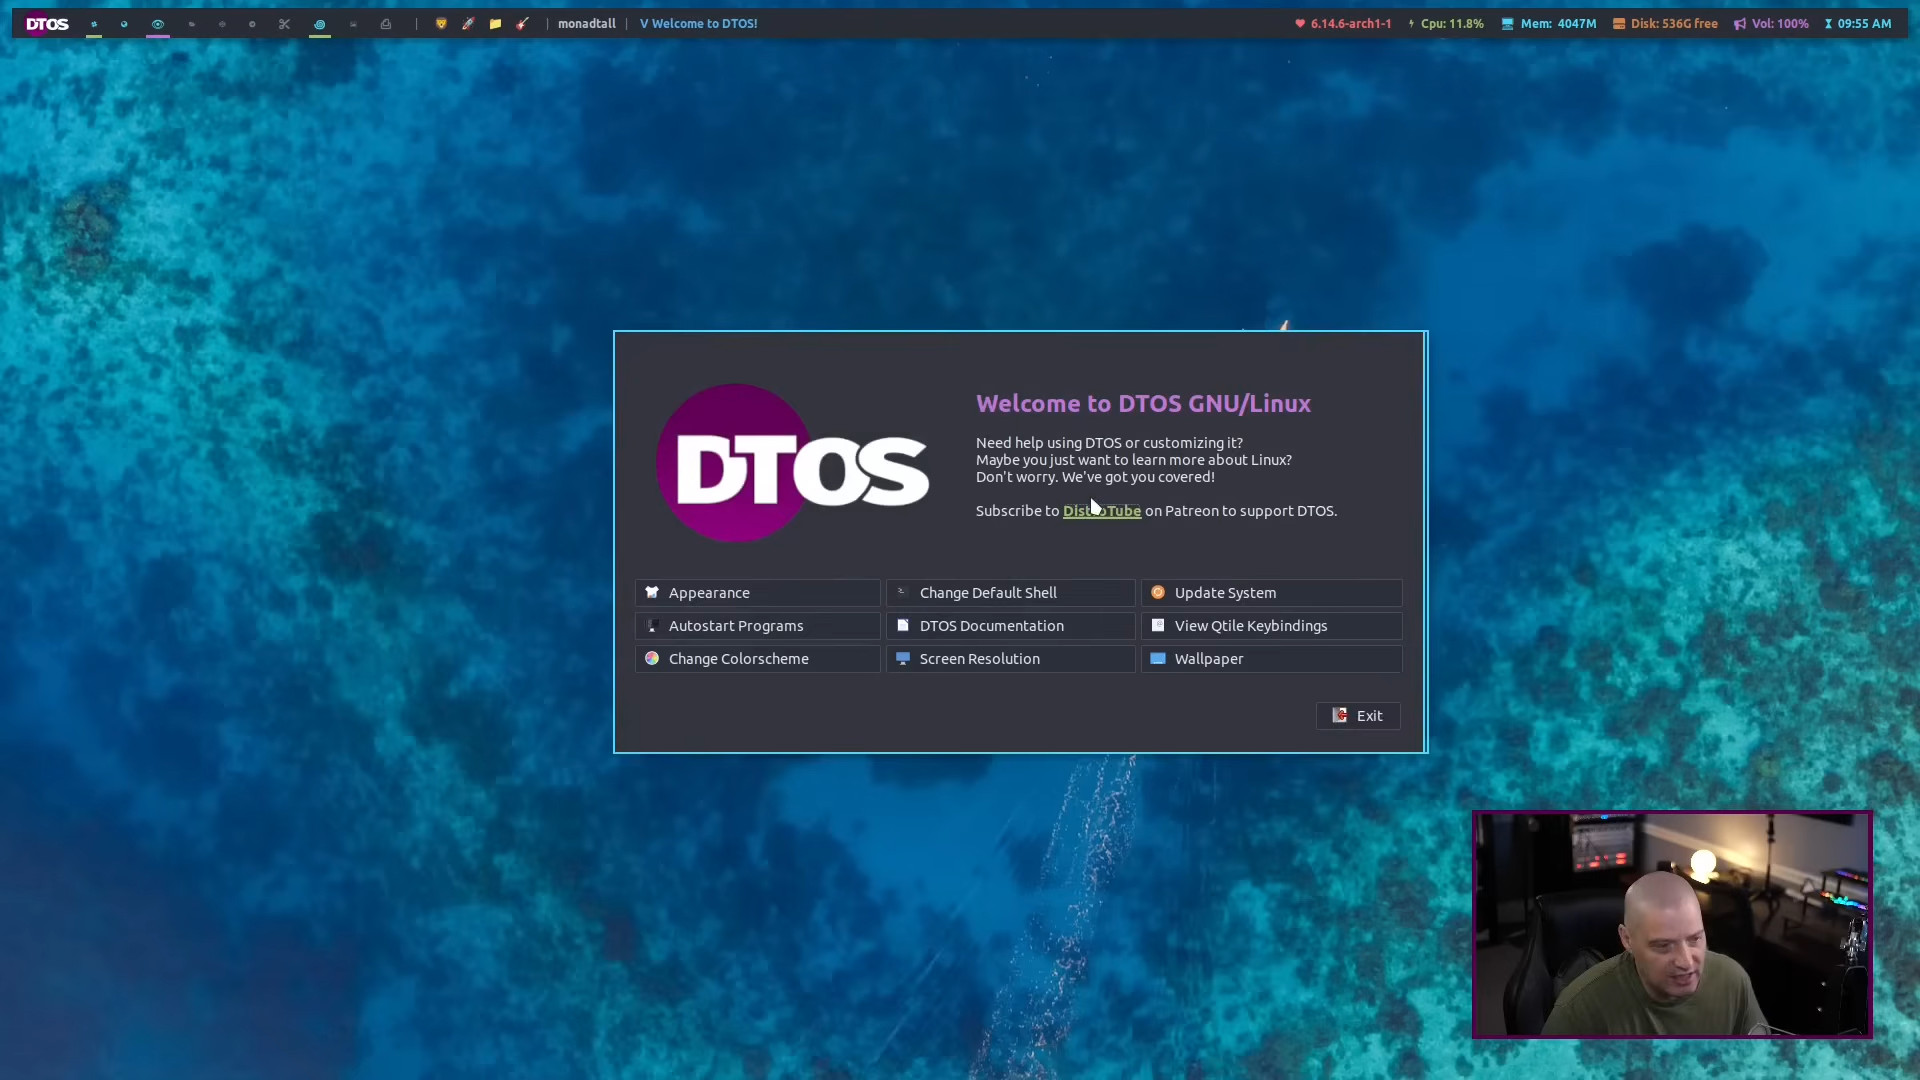 DTOS | monadtall | V Welcome to DTOS! 6.14.6-arch1-1 Cpu: 11.8% Mem: 4047M Disk: 536G free Vol: 100% 09:55 AM
DTOS
Welcome to DTOS GNU/Linux
Need help using DTOS or customizing it?
Maybe you just want to learn more about Linux?
Don't worry. We've got you covered!
Subscribe to DistroTube on Patreon to support DTOS.
Appearance Change Default Shell Update System
Autostart Programs DTOS Documentation View Qtile Keybindings
Change Colorscheme Screen Resolution Wallpaper
Exit